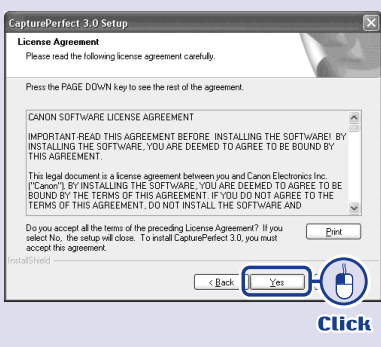 CapturePerfect 3.0 Setup
License Agreement
Please read the following license agreement carefully.
Press the PAGE DOWN key to see the rest of the agreement.
CANON SOFTWARE LICENSE AGREEMENT
IMPORTANT-READ THIS AGREEMENT BEFORE INSTALLING THE SOFTWARE! BY
INSTALLING THE SOFTWARE, YOU ARE DEEMED TO AGREE TO BE BOUND BY
THIS AGREEMENT.
This legal document is a license agreement between you and Canon Electronics Inc.
("Canon"). BY INSTALLING THE SOFTWARE, YOU ARE DEEMED TO AGREE TO BE
BOUND BY THE TERMS OF THIS AGREEMENT. IF YOU DO NOT AGREE TO THE
TERMS OF THIS AGREEMENT, DO NOT INSTALL THE SOFTWARE AND
Do you accept all the terms of the preceding License Agreement? If you
select No, the setup will close. To install CapturePerfect 3.0, you must
accept this agreement.
Print
InstallShield
< Back
Yes
Click